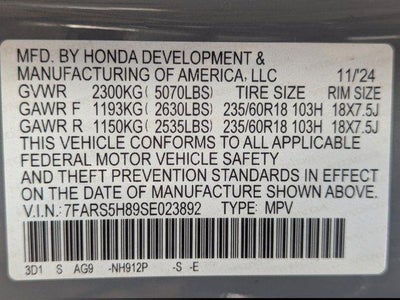 MFD. BY HONDA DEVELOPMENT &
MANUFACTURING OF AMERICA, LLC 11/'24
GVWR 2300KG ( 5070LBS) TIRE SIZE RIM SIZE
GAWR F 1193KG ( 2630LBS) 235/60R18 103H 18X7.5J
GAWR R 1150KG ( 2535LBS) 235/60R18 103H 18X7.5J
THIS VEHICLE CONFORMS TO ALL APPLICABLE
FEDERAL MOTOR VEHICLE SAFETY
AND THEFT PREVENTION STANDARDS IN EFFECT
ON THE DATE OF MANUFACTURE SHOWN ABOVE.
V.I.N.: 7FARS5H89SE023892 TYPE: MPV
3D1 S AG9 -NH912P -S -E